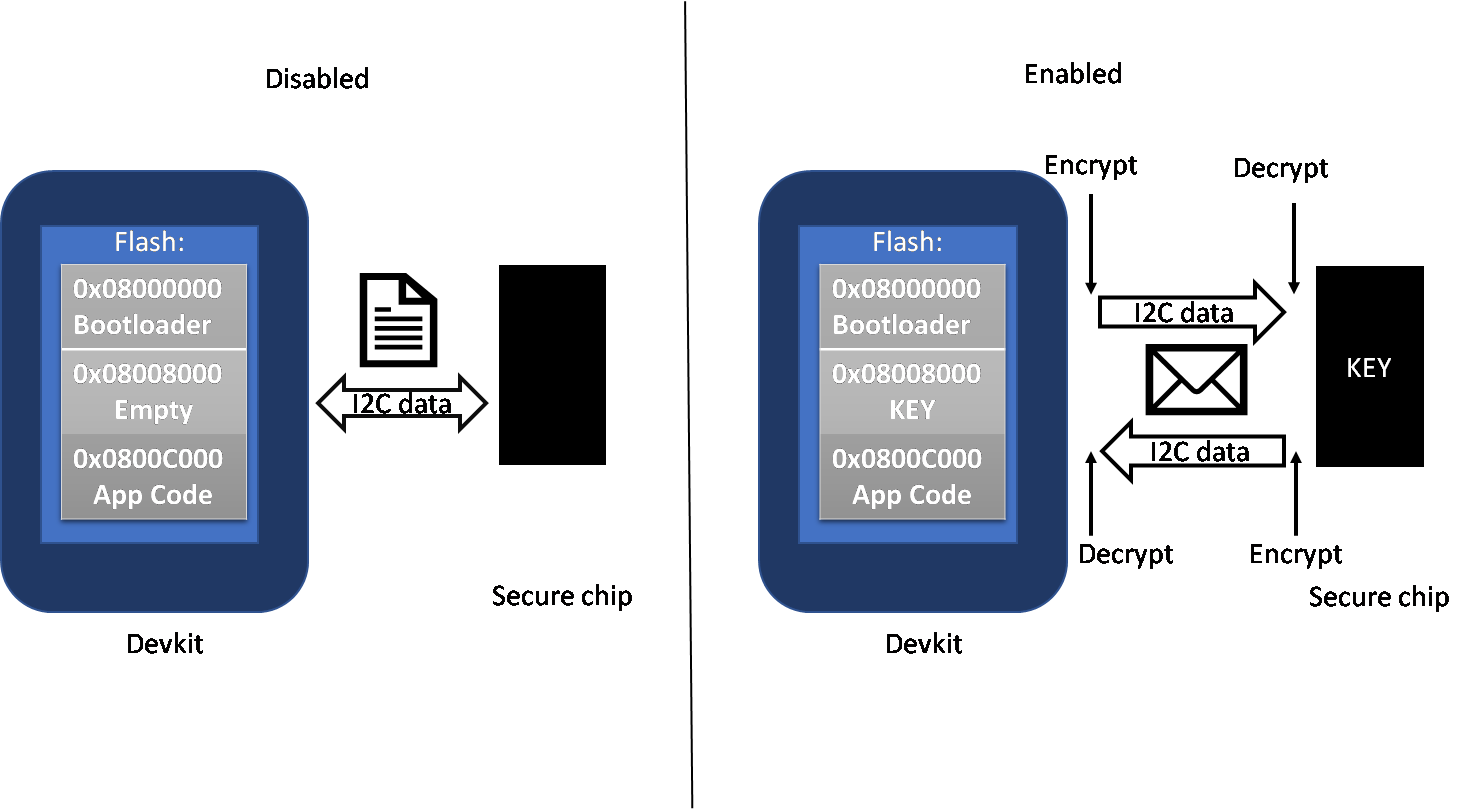 Disabled
Flash:
0x08000000
Bootloader
0x08008000
Empty
0x0800C000
App Code
I2C data
Secure chip
Devkit
Enabled
Encrypt
Decrypt
Flash:
0x08000000
Bootloader
0x08008000
KEY
0x0800C000
App Code
I2C data
KEY
I2C data
Decrypt
Encrypt
Secure chip
Devkit